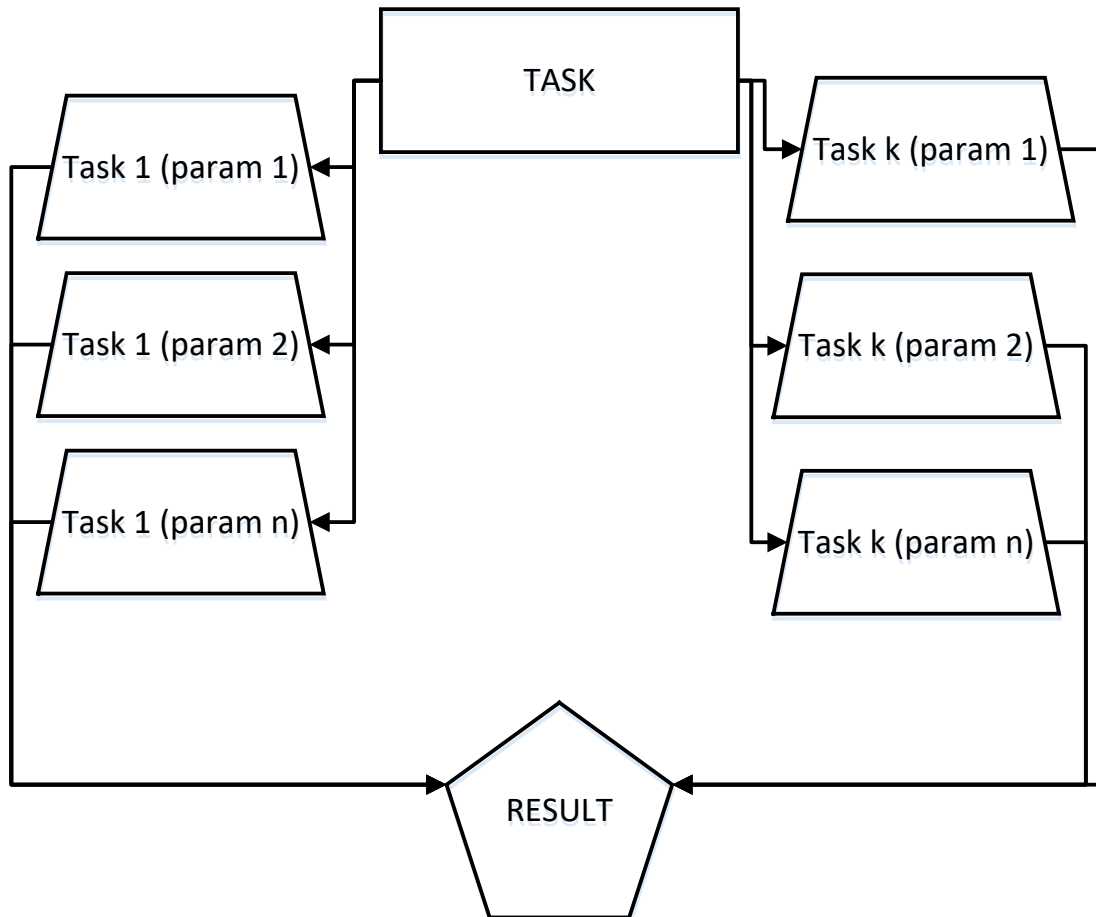 TASK
Task 1 (param 1)
Task k (param 1)
Task 1 (param 2)
Task k (param 2)
Task 1 (param n)
Task k (param n)
RESULT